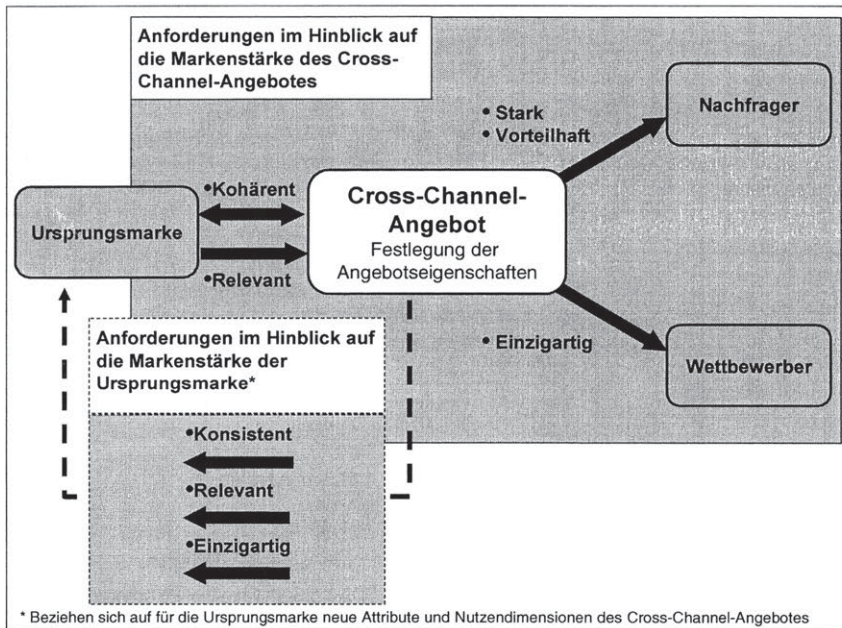 Anforderungen im Hinblick auf
die Markenstärke des Cross-
Channel-Angebotes
Nachfrager
• Stark
• Vorteilhaft
•Kohärent
Ursprungsmarke
Cross-Channel-
Angebot
Festlegung der
Angebotseigenschaften
•Relevant
Anforderungen im Hinblick auf
die Markenstärke der
Ursprungsmarke*
• Einzigartig
Wettbewerber
•Konsistent
•Relevant
•Einzigartig
* Beziehen sich auf für die Ursprungsmarke neue Attribute und Nutzendimensionen des Cross-Channel-Angebotes